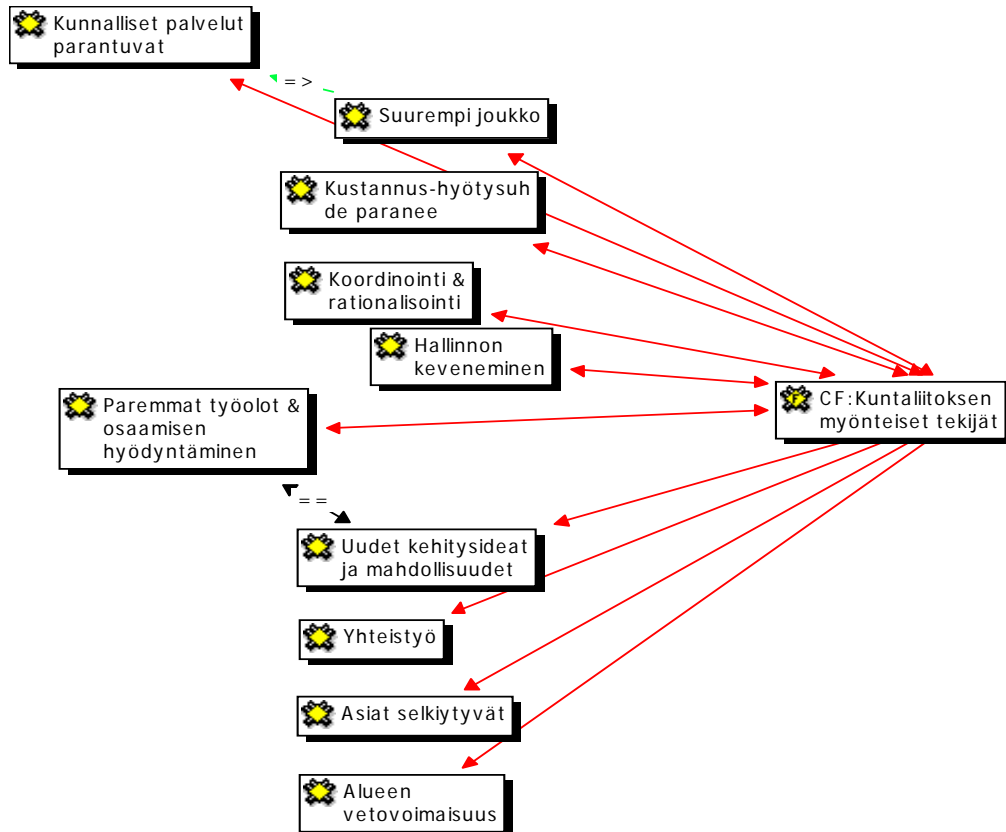 Kunnalliset palvelut
parantuvat
= >
Suurempi joukko
Kustannus-hyötysuh
de paranee
Koordinointi &
rationalisointi
Hallinnon
keveneminen
Paremmat työolot &
osaamisen
hyödyntäminen
F
CF:Kuntaliitoksen
myönteiset tekijät
= =
Uudet kehitysideat
ja mahdollisuudet
Yhteistyö
Asiat selkiytyvät
Alueen
vetovoimaisuus